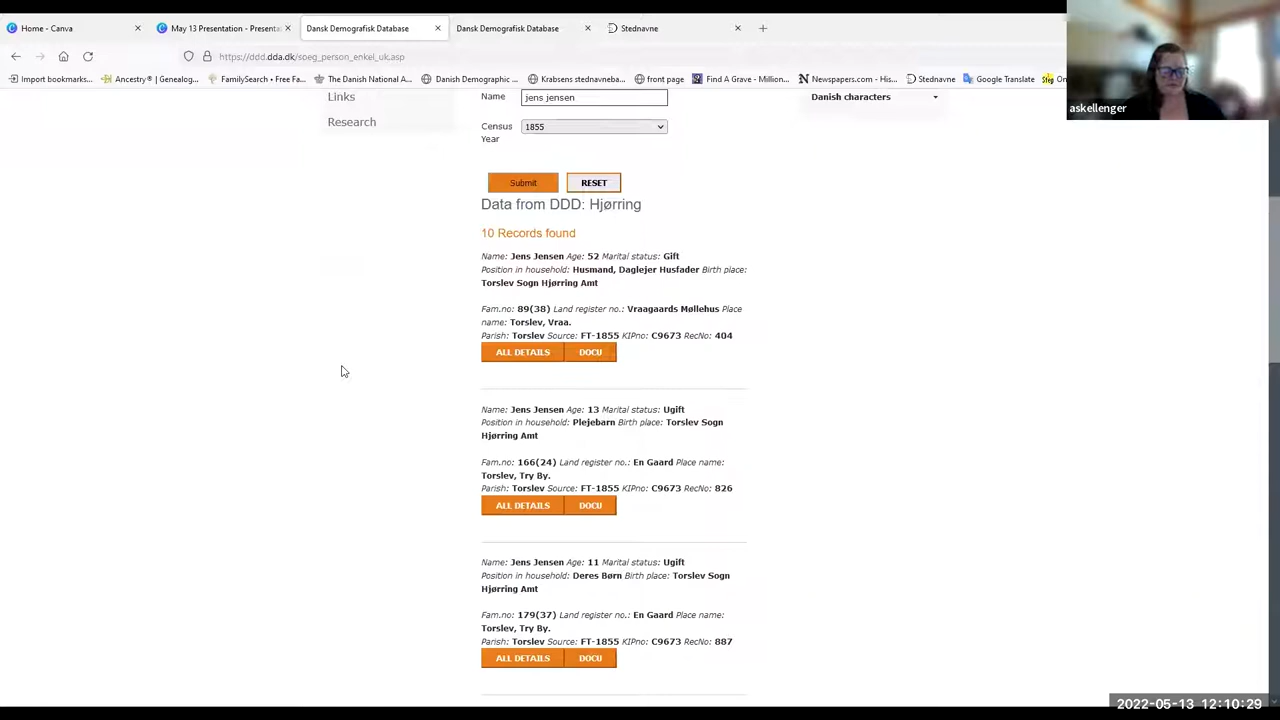 Home - Canva
May 13 Presentation - Presenta
Dansk Demografisk Database
Dansk Demografisk Database
Stednavne
https://ddd.dda.dk/soeg_person_enkel_uk.asp
Import bookmarks...
Ancestry® | Genealog...
FamilySearch • Free Fa...
The Danish National A...
Danish Demographic ...
Krabsens stednavneba...
front page
Find A Grave - Million...
Newspapers.com - His...
Stednavne
Google Translate
Step On
askellenger
Links
Research
Name
jens jensen
Danish characters
Census Year
1855
Submit
RESET
Data from DDD: Hjørring
10 Records found
Name: Jens Jensen Age: 52 Marital status: Gift
Position in household: Husmand, Daglejer Husfader Birth place:
Torslev Sogn Hjørring Amt
Fam.no: 89(38) Land register no.: Vraagaards Møllehus Place
name: Torslev, Vraa.
Parish: Torslev Source: FT-1855 KIPno: C9673 RecNo: 404
ALL DETAILS DOCU
Name: Jens Jensen Age: 13 Marital status: Ugift
Position in household: Plejebarn Birth place: Torslev Sogn
Hjørring Amt
Fam.no: 166(24) Land register no.: En Gaard Place name:
Torslev, Try By.
Parish: Torslev Source: FT-1855 KIPno: C9673 RecNo: 826
ALL DETAILS DOCU
Name: Jens Jensen Age: 11 Marital status: Ugift
Position in household: Deres Børn Birth place: Torslev Sogn
Hjørring Amt
Fam.no: 179(37) Land register no.: En Gaard Place name:
Torslev, Try By.
Parish: Torslev Source: FT-1855 KIPno: C9673 RecNo: 887
ALL DETAILS DOCU
2022-05-13 12:10:29